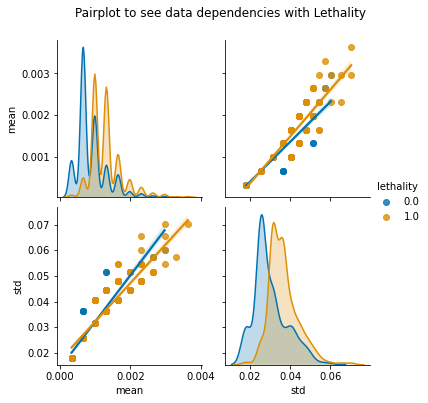 Pairplot to see data dependencies with Lethality
0.003
0.002
0.001
mean
lethality
0.0
1.0
0.07
0.06
0.05
0.04
0.03
0.02
std
0.000 0.002 0.004
mean
0.02 0.04 0.06
std